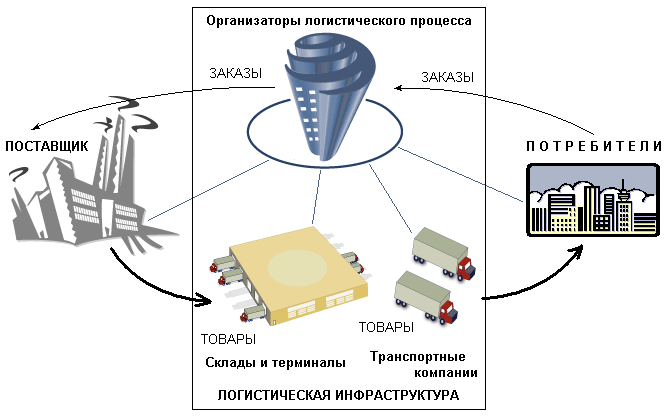 Организаторы логистического процесса
ЗАКАЗЫ
ЗАКАЗЫ
ПОСТАВЩИК
ПОТРЕБИТЕЛИ
ТОВАРЫ
ТОВАРЫ
Склады и терминалы
Транспортные
компании
ЛОГИСТИЧЕСКАЯ ИНФРАСТРУКТУРА